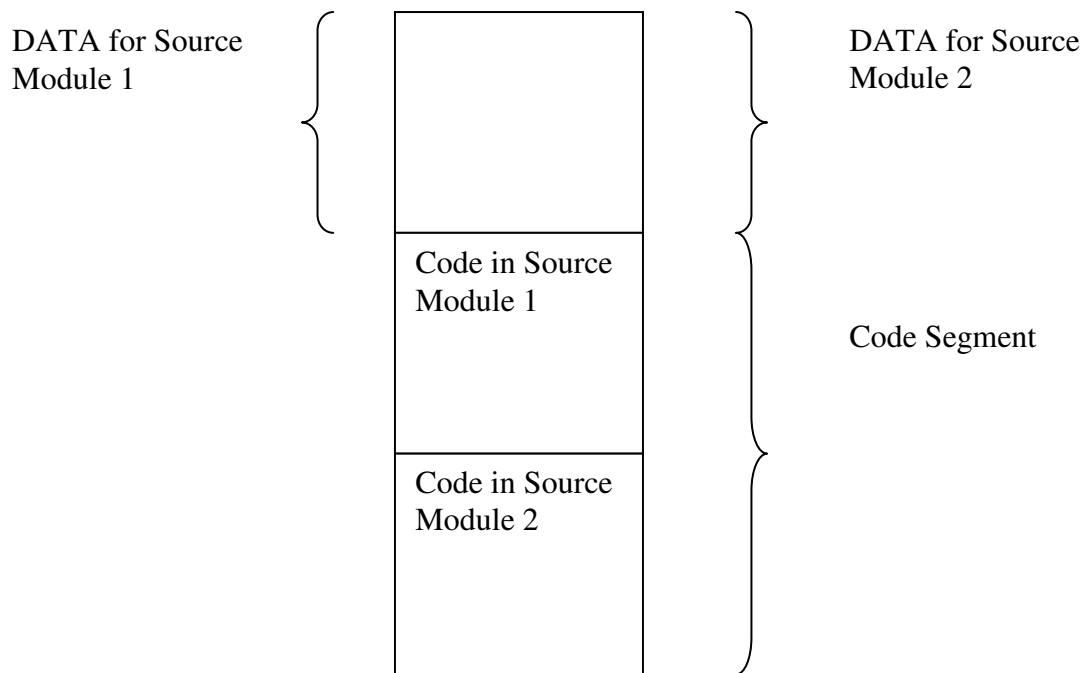 DATA for Source
Module 1
DATA for Source
Module 2
Code in Source
Module 1
Code Segment
Code in Source
Module 2